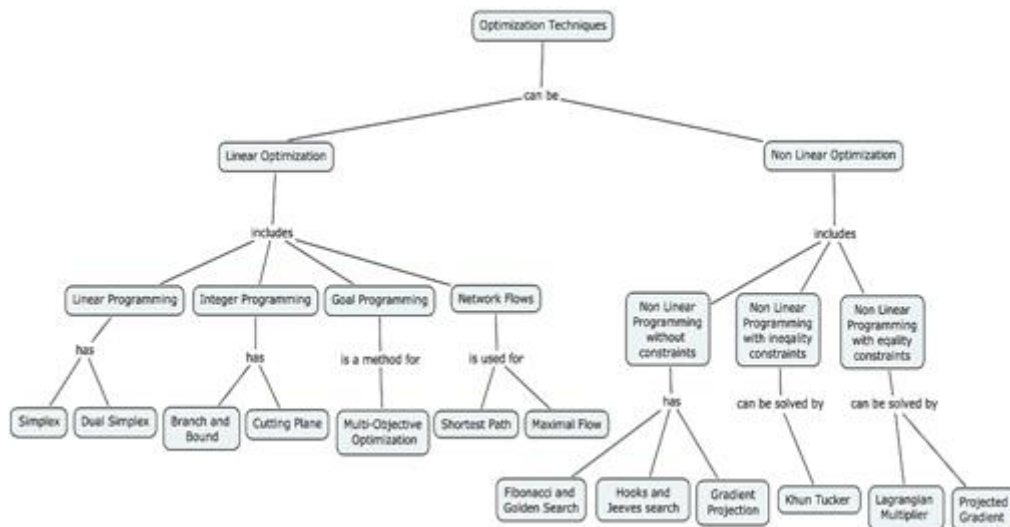 Optimization Techniques
can be
Linear Optimization
Non Linear Optimization
includes
includes
Linear Programming
Integer Programming
Goal Programming
Network Flows
Non Linear
Programming
without
constraints
Non Linear
Programming
with ineqality
constraints
Non Linear
Programming
with eqality
constraints
has
has
is a method for
is used for
has
can be solved by
can be solved by
Simplex
Dual Simplex
Branch and
Bound
Cutting Plane
Multi-Objective
Optimization
Shortest Path
Maximal Flow
Fibonacci and
Golden Search
Hooks and
Jeeves search
Gradient
Projection
Khun Tucker
Lagrangian
Multiplier
Projected
Gradient